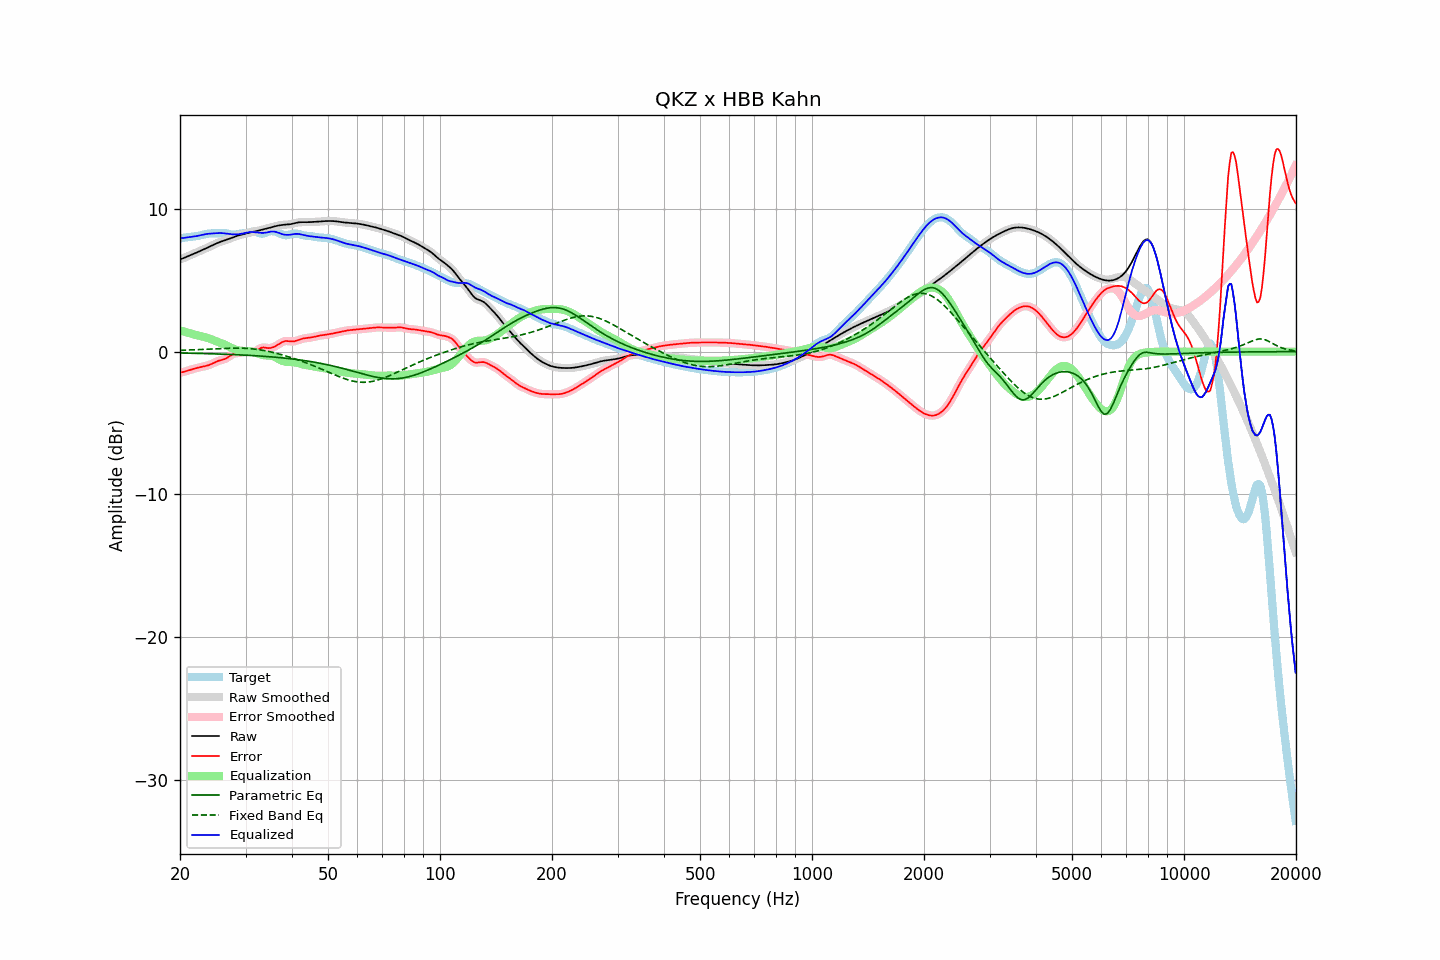 QKZ x HBB Kahn
Amplitude (dBr)
10
0
−10
−20
−30
Target
Raw Smoothed
Error Smoothed
Raw
Error
Equalization
Parametric Eq
Fixed Band Eq
Equalized
20 50 100 200 500 1000 2000 5000 10000 20000
Frequency (Hz)